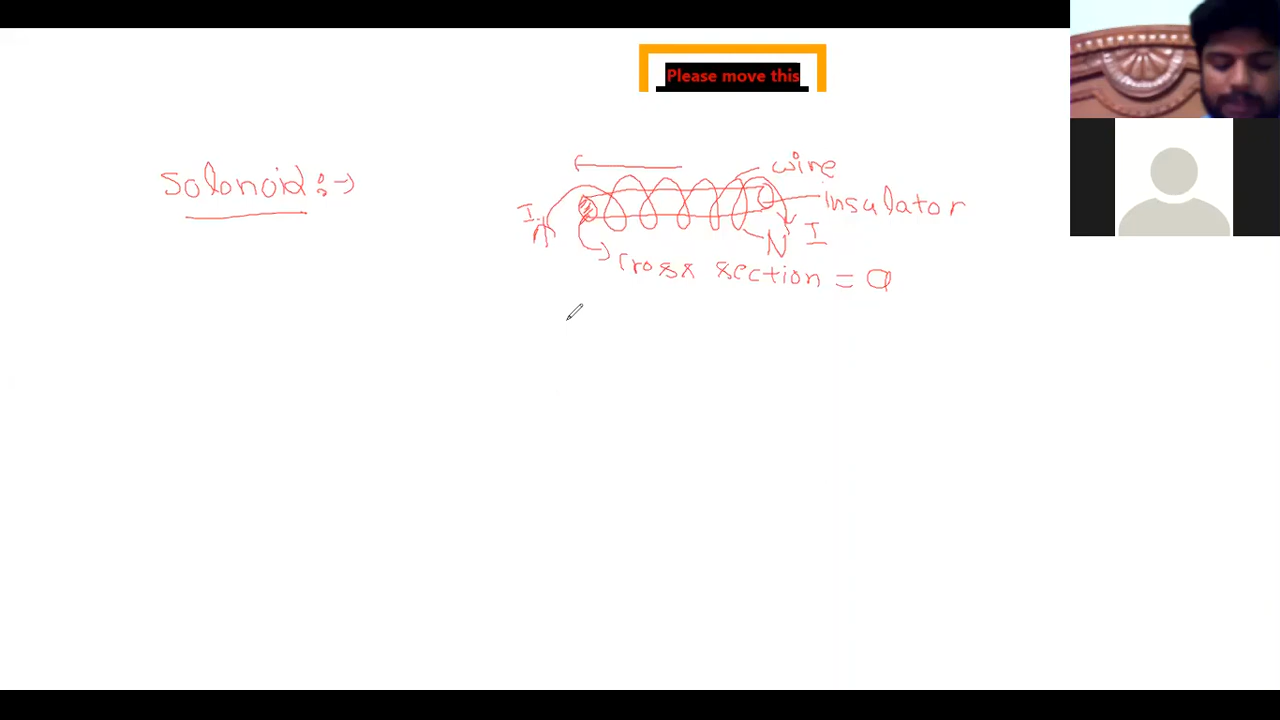 Please move this
Solonoid :->
wire
insulator
I
I
N
Cross section = a